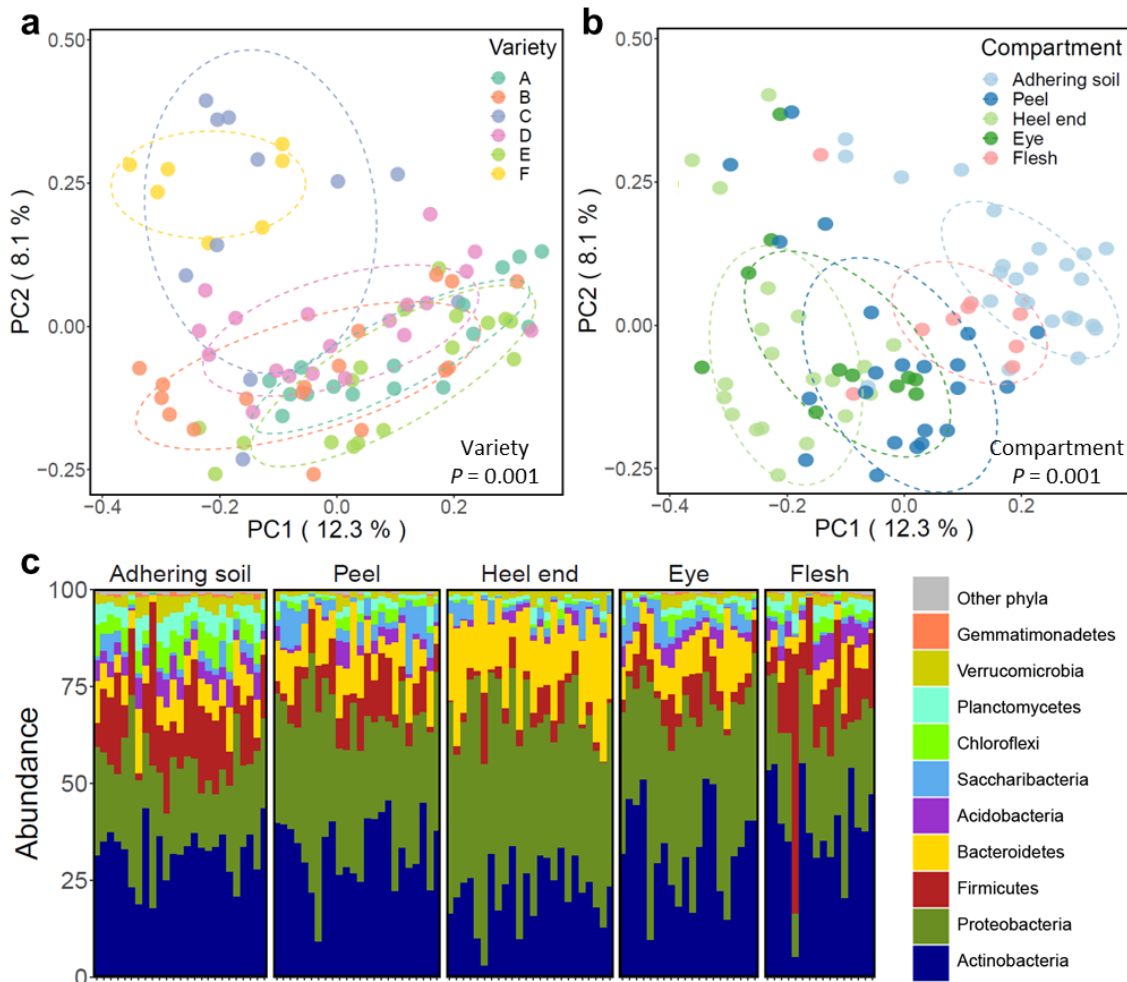 a
0.50
0.25
0.00
−0.25
PC2 ( 8.1 % )
Variety
A
B
C
D
E
F
Variety
P = 0.001
−0.4
−0.2
0.0
0.2
PC1 ( 12.3 % )
b
0.50
0.25
0.00
−0.25
PC2 ( 8.1 % )
Compartment
Adhering soil
Peel
Heel end
Eye
Flesh
Compartment
P = 0.001
−0.4
−0.2
0.0
0.2
PC1 ( 12.3 % )
c
Adhering soil
Peel
Heel end
Eye
Flesh
100
75
50
25
0
Abundance
Other phyla
Gemmatimonadetes
Verrucomicrobia
Planctomycetes
Chloroflexi
Saccharibacteria
Acidobacteria
Bacteroidetes
Firmicutes
Proteobacteria
Actinobacteria